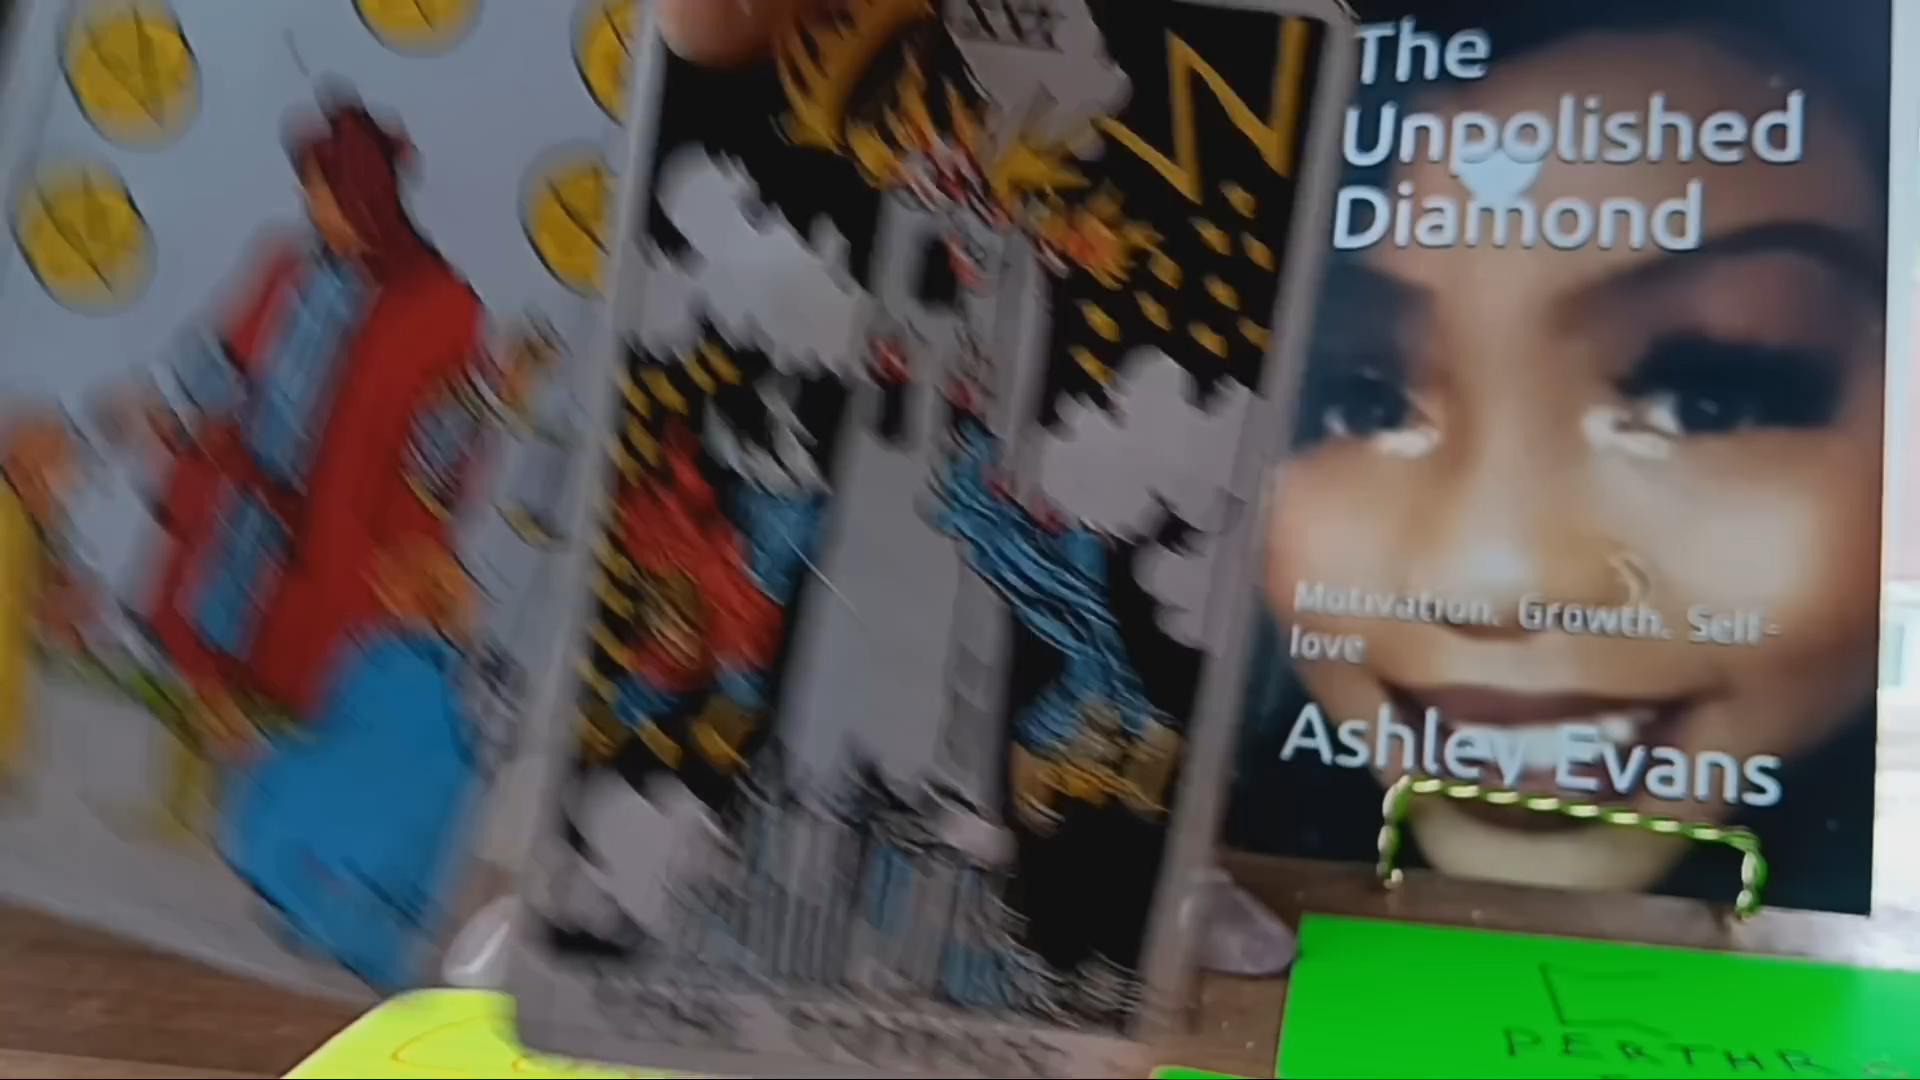 The
Unpolished
Diamond
Motivation. Growth. Self-
love
Ashley Evans
PERTHR